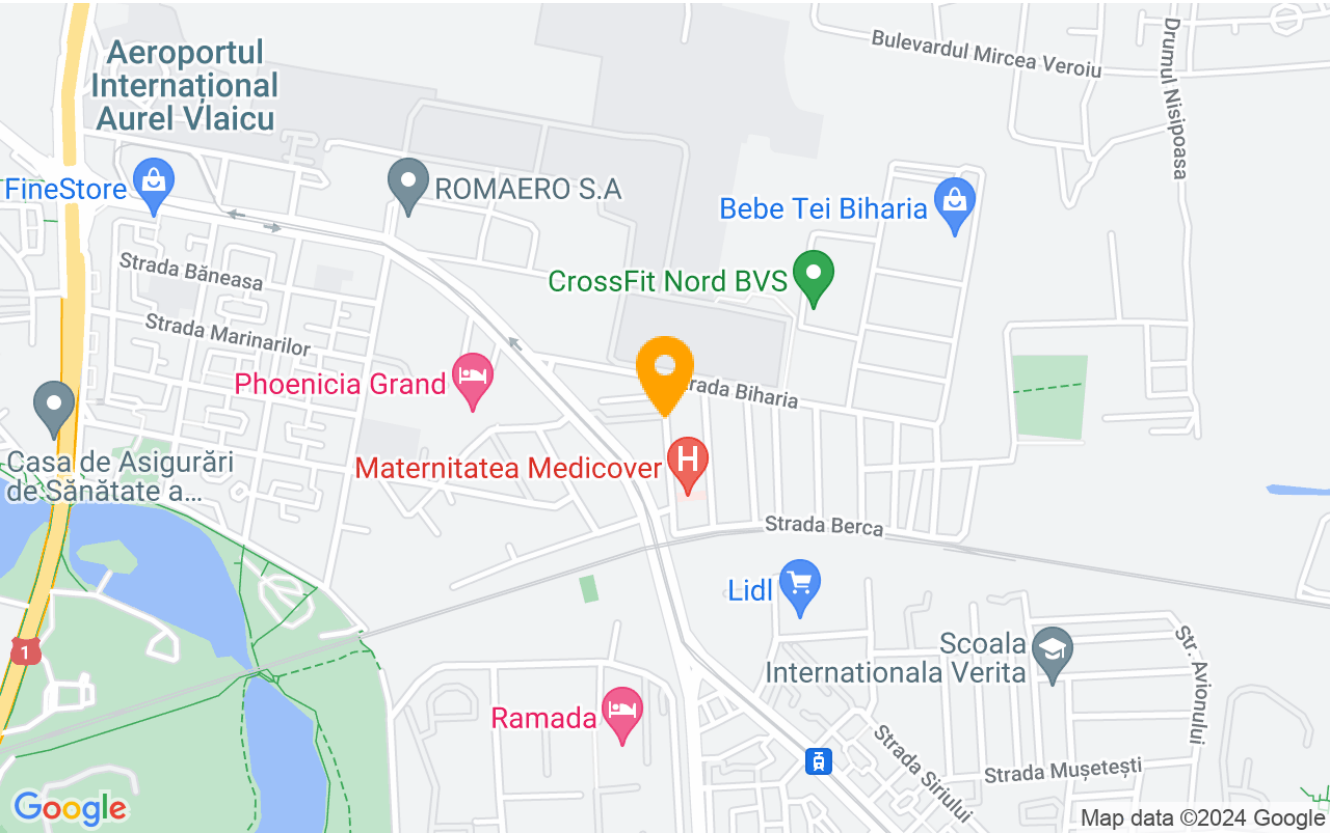 Bulevardul Mircea Veroiu
Drumul Nisipoasa
Aeroportul
Internațional
Aurel Vlaicu
FineStore
ROMAERO S.A
Bebe Tei Biharia
Strada Băneasa
CrossFit Nord BVS
Strada Marinarilor
Phoenicia Grand
Strada Biharia
Casa de Asigurări
de Sănătate a...
Maternitatea Medicover
H
Strada Berca
Lidl
1
Scoala
Internationala Verita
Str. Avionului
Ramada
Strada Siriului
Strada Mușetești
Google
Map data ©2024 Google